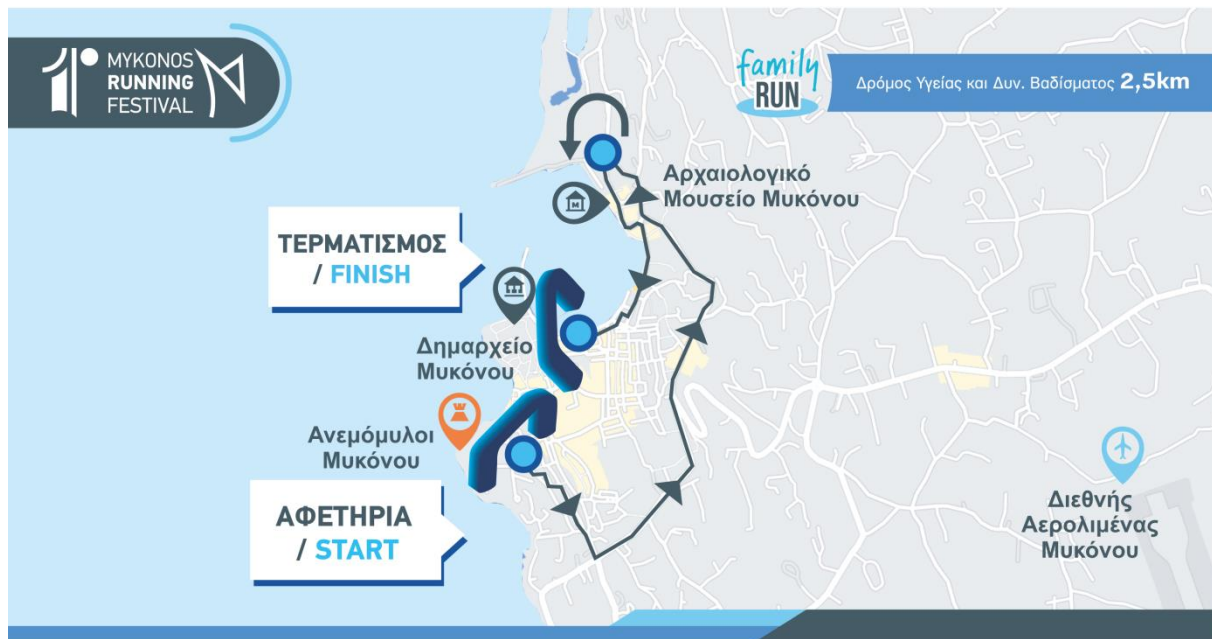 1º MYKONOS
RUNNING
FESTIVAL
family
RUN
Δρόμος Υγείας και Δυν. Βαδίσματος 2,5km
Αρχαιολογικό
Μουσείο Μυκόνου
ΤΕΡΜΑΤΙΣΜΟΣ
/ FINISH
Δημαρχείο
Μυκόνου
Ανεμόμυλοι
Μυκόνου
ΑΦΕΤΗΡΙΑ
/ START
Διεθνής
Αερολιμένας
Μυκόνου